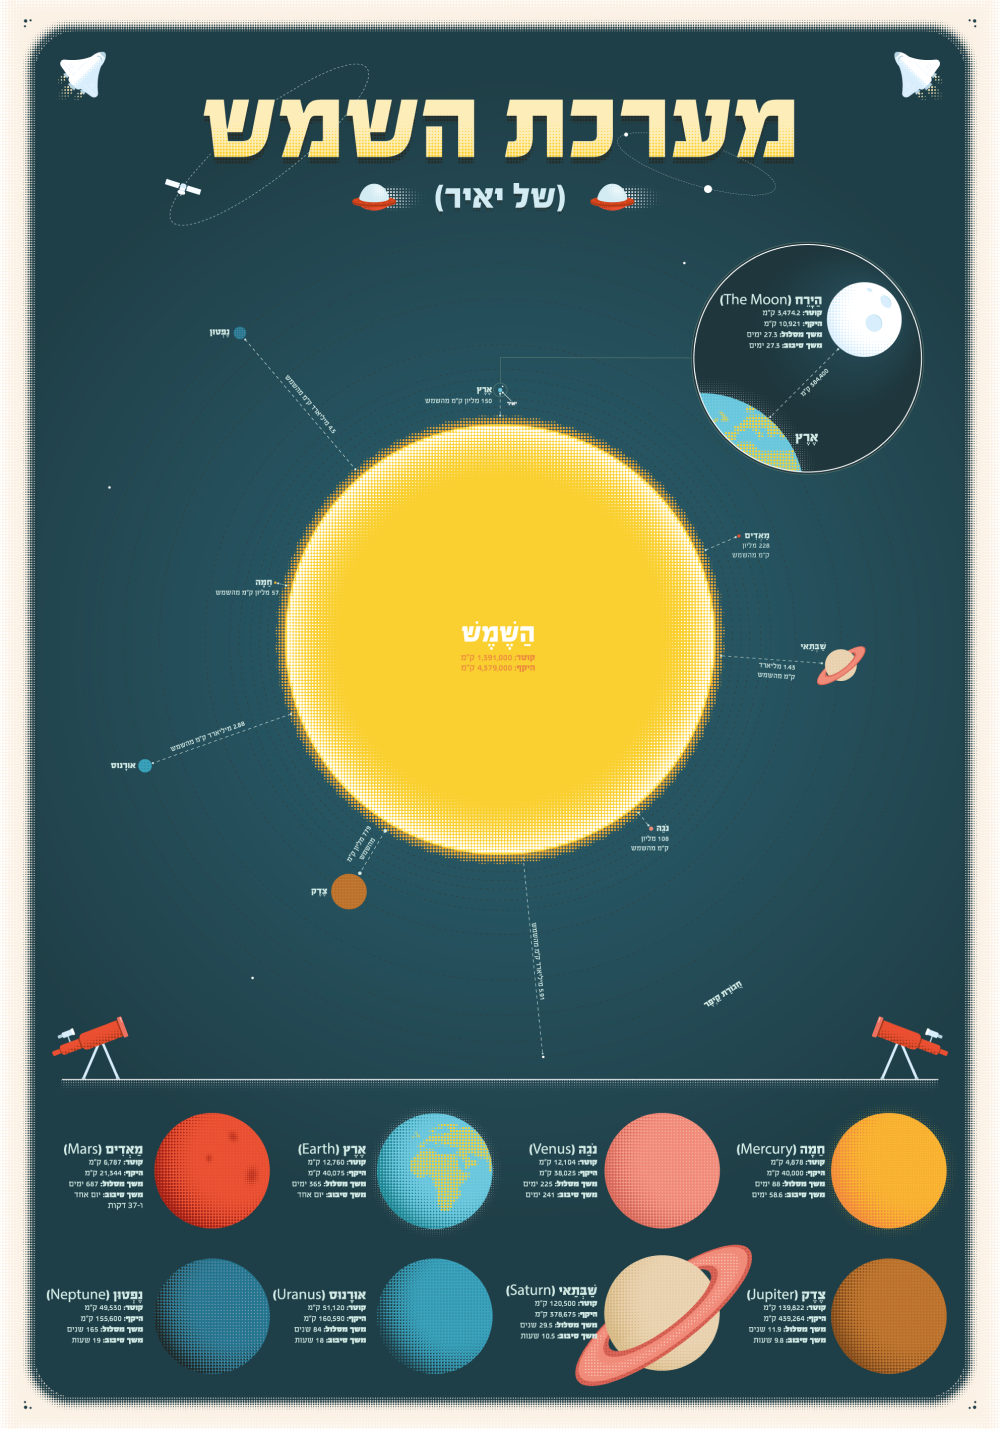 מערכת השמש
(של יאיר)
הַיָּרֵחַ (The Moon)
קוטר: 3,474.2 ק"מ
היקף: 10,921 ק"מ
משך מסלול: 27.3 ימים
משך סיבוב: 27.3 ימים
384,400 ק"מ
אֶרֶץ
נֶפְּטוּן
4.5 מיליארד ק"מ מהשמש
אֶרֶץ
150 מליון ק"מ מהשמש
מַאְדִים
228 מליון
ק"מ מהשמש
חַמָּה
57 מליון ק"מ מהשמש
הַשֶּׁמֶשׁ
קוטר: 1,391,000 ק"מ
היקף: 4,379,000 ק"מ
שַׁבְּתַאי
1.43 מליארד
ק"מ מהשמש
2.88 מיליארד ק"מ מהשמש
אוּרָנוּס
נֹגַהּ
108 מליון
ק"מ מהשמש
778 מליון ק"מ
מהשמש
צֶדֶק
5.91 מיליארד ק"מ מהשמש
חֲגוֹרַת קַיְפֶּר
חַמָּה (Mercury)
קוטר: 4,878 ק"מ
היקף: 40,000 ק"מ
משך מסלול: 88 ימים
משך סיבוב: 58.6 ימים
נֹגַהּ (Venus)
קוטר: 12,104 ק"מ
היקף: 38,025 ק"מ
משך מסלול: 225 ימים
משך סיבוב: 241 ימים
אֶרֶץ (Earth)
קוטר: 12,760 ק"מ
היקף: 40,075 ק"מ
משך מסלול: 365 ימים
משך סיבוב: יום אחד
מַאְדִים (Mars)
קוטר: 6,787 ק"מ
היקף: 21,344 ק"מ
משך מסלול: 687 ימים
משך סיבוב: יום אחד
ו-37 דקות
צֶדֶק (Jupiter)
קוטר: 139,822 ק"מ
היקף: 439,264 ק"מ
משך מסלול: 11.9 שנים
משך סיבוב: 9.8 שעות
שַׁבְּתַאי (Saturn)
קוטר: 120,500 ק"מ
היקף: 378,675 ק"מ
משך מסלול: 29.5 שנים
משך סיבוב: 10.5 שעות
אוּרָנוּס (Uranus)
קוטר: 51,120 ק"מ
היקף: 160,590 ק"מ
משך מסלול: 84 שנים
משך סיבוב: 18 שעות
נֶפְּטוּן (Neptune)
קוטר: 49,530 ק"מ
היקף: 155,600 ק"מ
משך מסלול: 165 שנים
משך סיבוב: 19 שעות